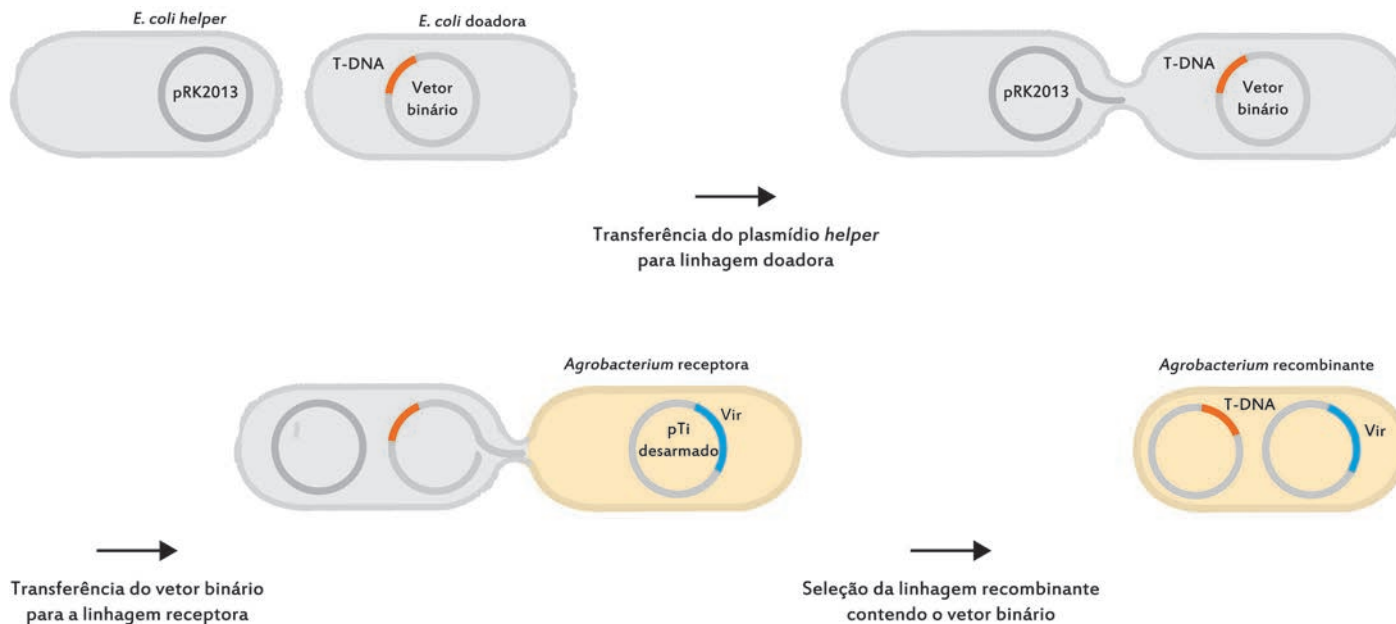 E. coli helper
E. coli doadora
T-DNA
pRK2013
Vetor
binário
T-DNA
pRK2013
Vetor
binário
Transferência do plasmídio helper
para linhagem doadora
Agrobacterium receptora
Vir
pTi
desarmado
Agrobacterium recombinante
T-DNA
Vir
Transferência do vetor binário
para a linhagem receptora
Seleção da linhagem recombinante
contendo o vetor binário